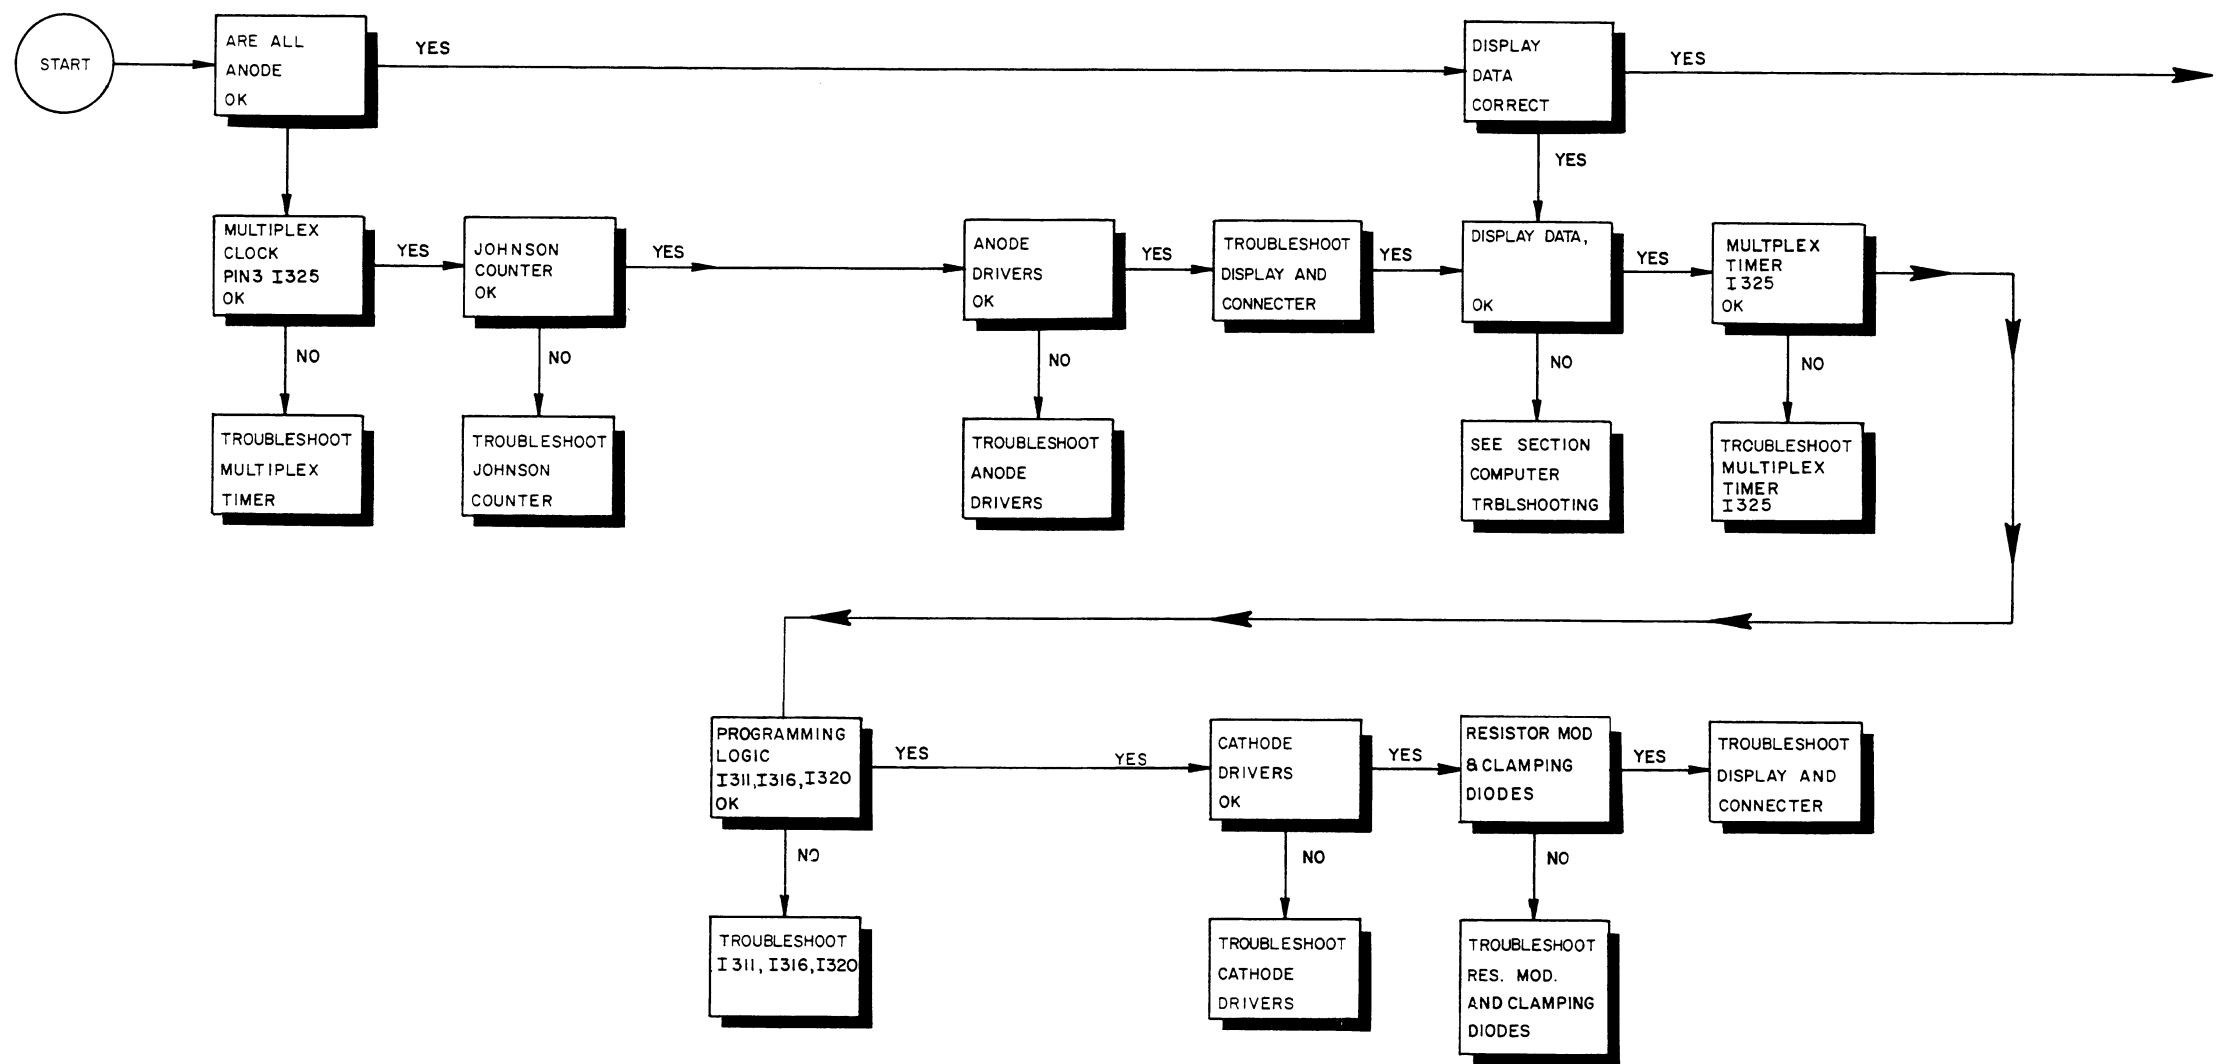 START
ARE ALL
ANODE
OK
YES
DISPLAY
DATA
CORRECT
YES
YES
MULTIPLEX
CLOCK
PIN3 I325
OK
YES
JOHNSON
COUNTER
OK
YES
ANODE
DRIVERS
OK
YES
TROUBLESHOOT
DISPLAY AND
CONNECTER
YES
DISPLAY DATA,
OK
YES
MULTPLEX
TIMER
I325
OK
NO
NO
NO
NO
NO
TROUBLESHOOT
MULTIPLEX
TIMER
TROUBLESHOOT
JOHNSON
COUNTER
TROUBLESHOOT
ANODE
DRIVERS
SEE SECTION
COMPUTER
TRBLSHOOTING
TRCUBLESHOOT
MULTIPLEX
TIMER
I325
PROGRAMMING
LOGIC
I311,I316,I320
OK
YES
YES
CATHODE
DRIVERS
OK
YES
RESISTOR MOD
& CLAMPING
DIODES
YES
TROUBLESHOOT
DISPLAY AND
CONNECTER
NO
NO
NO
TROUBLESHOOT
I311, I316,I320
TROUBLESHOOT
CATHODE
DRIVERS
TROUBLESHOOT
RES. MOD.
AND CLAMPING
DIODES